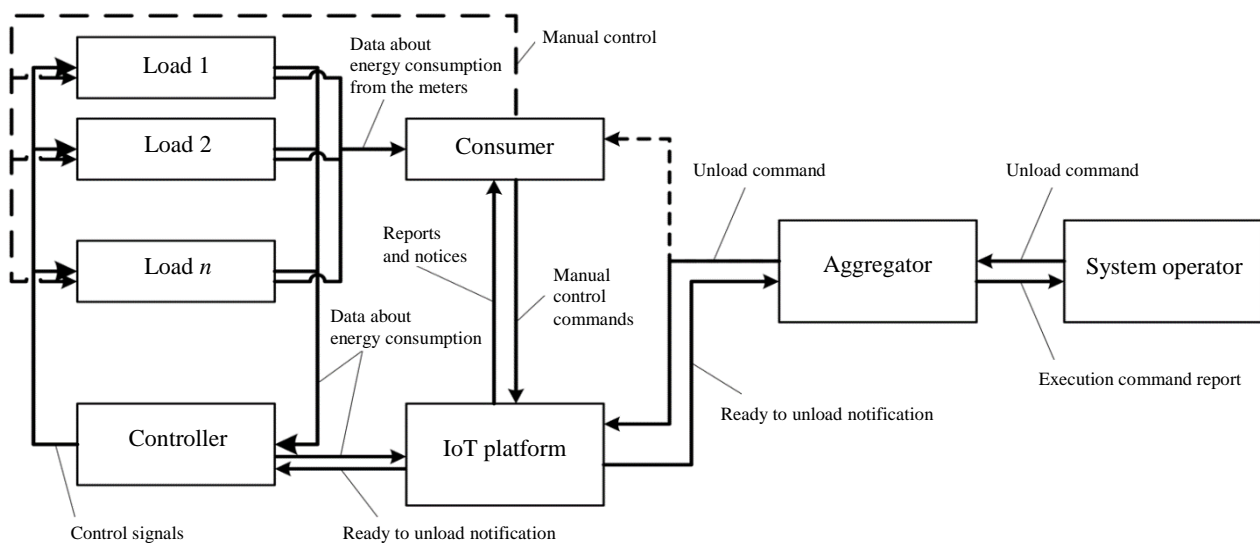 Manual control
Data about
energy consumption
from the meters
Load 1
Load 2
Consumer
Unload command
Unload command
Load n
Reports
and notices
Aggregator
System operator
Manual
control
commands
Data about
energy consumption
Execution command report
Ready to unload notification
Controller
IoT platform
Control signals
Ready to unload notification